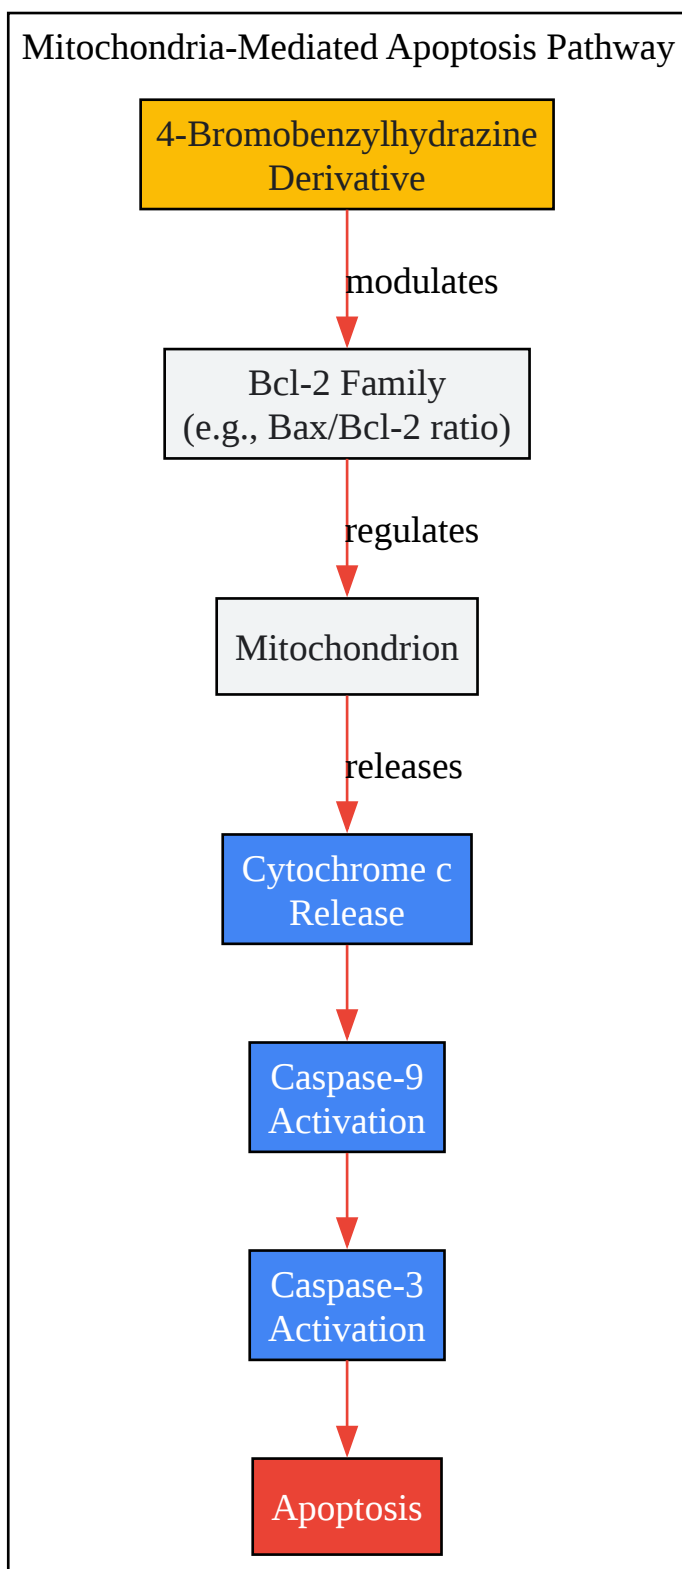 Mitochondria-Mediated Apoptosis Pathway
4-Bromobenzylhydrazine
Derivative
modulates
Bcl-2 Family
(e.g., Bax/Bcl-2 ratio)
regulates
Mitochondrion
releases
Cytochrome c
Release
Caspase-9
Activation
Caspase-3
Activation
Apoptosis